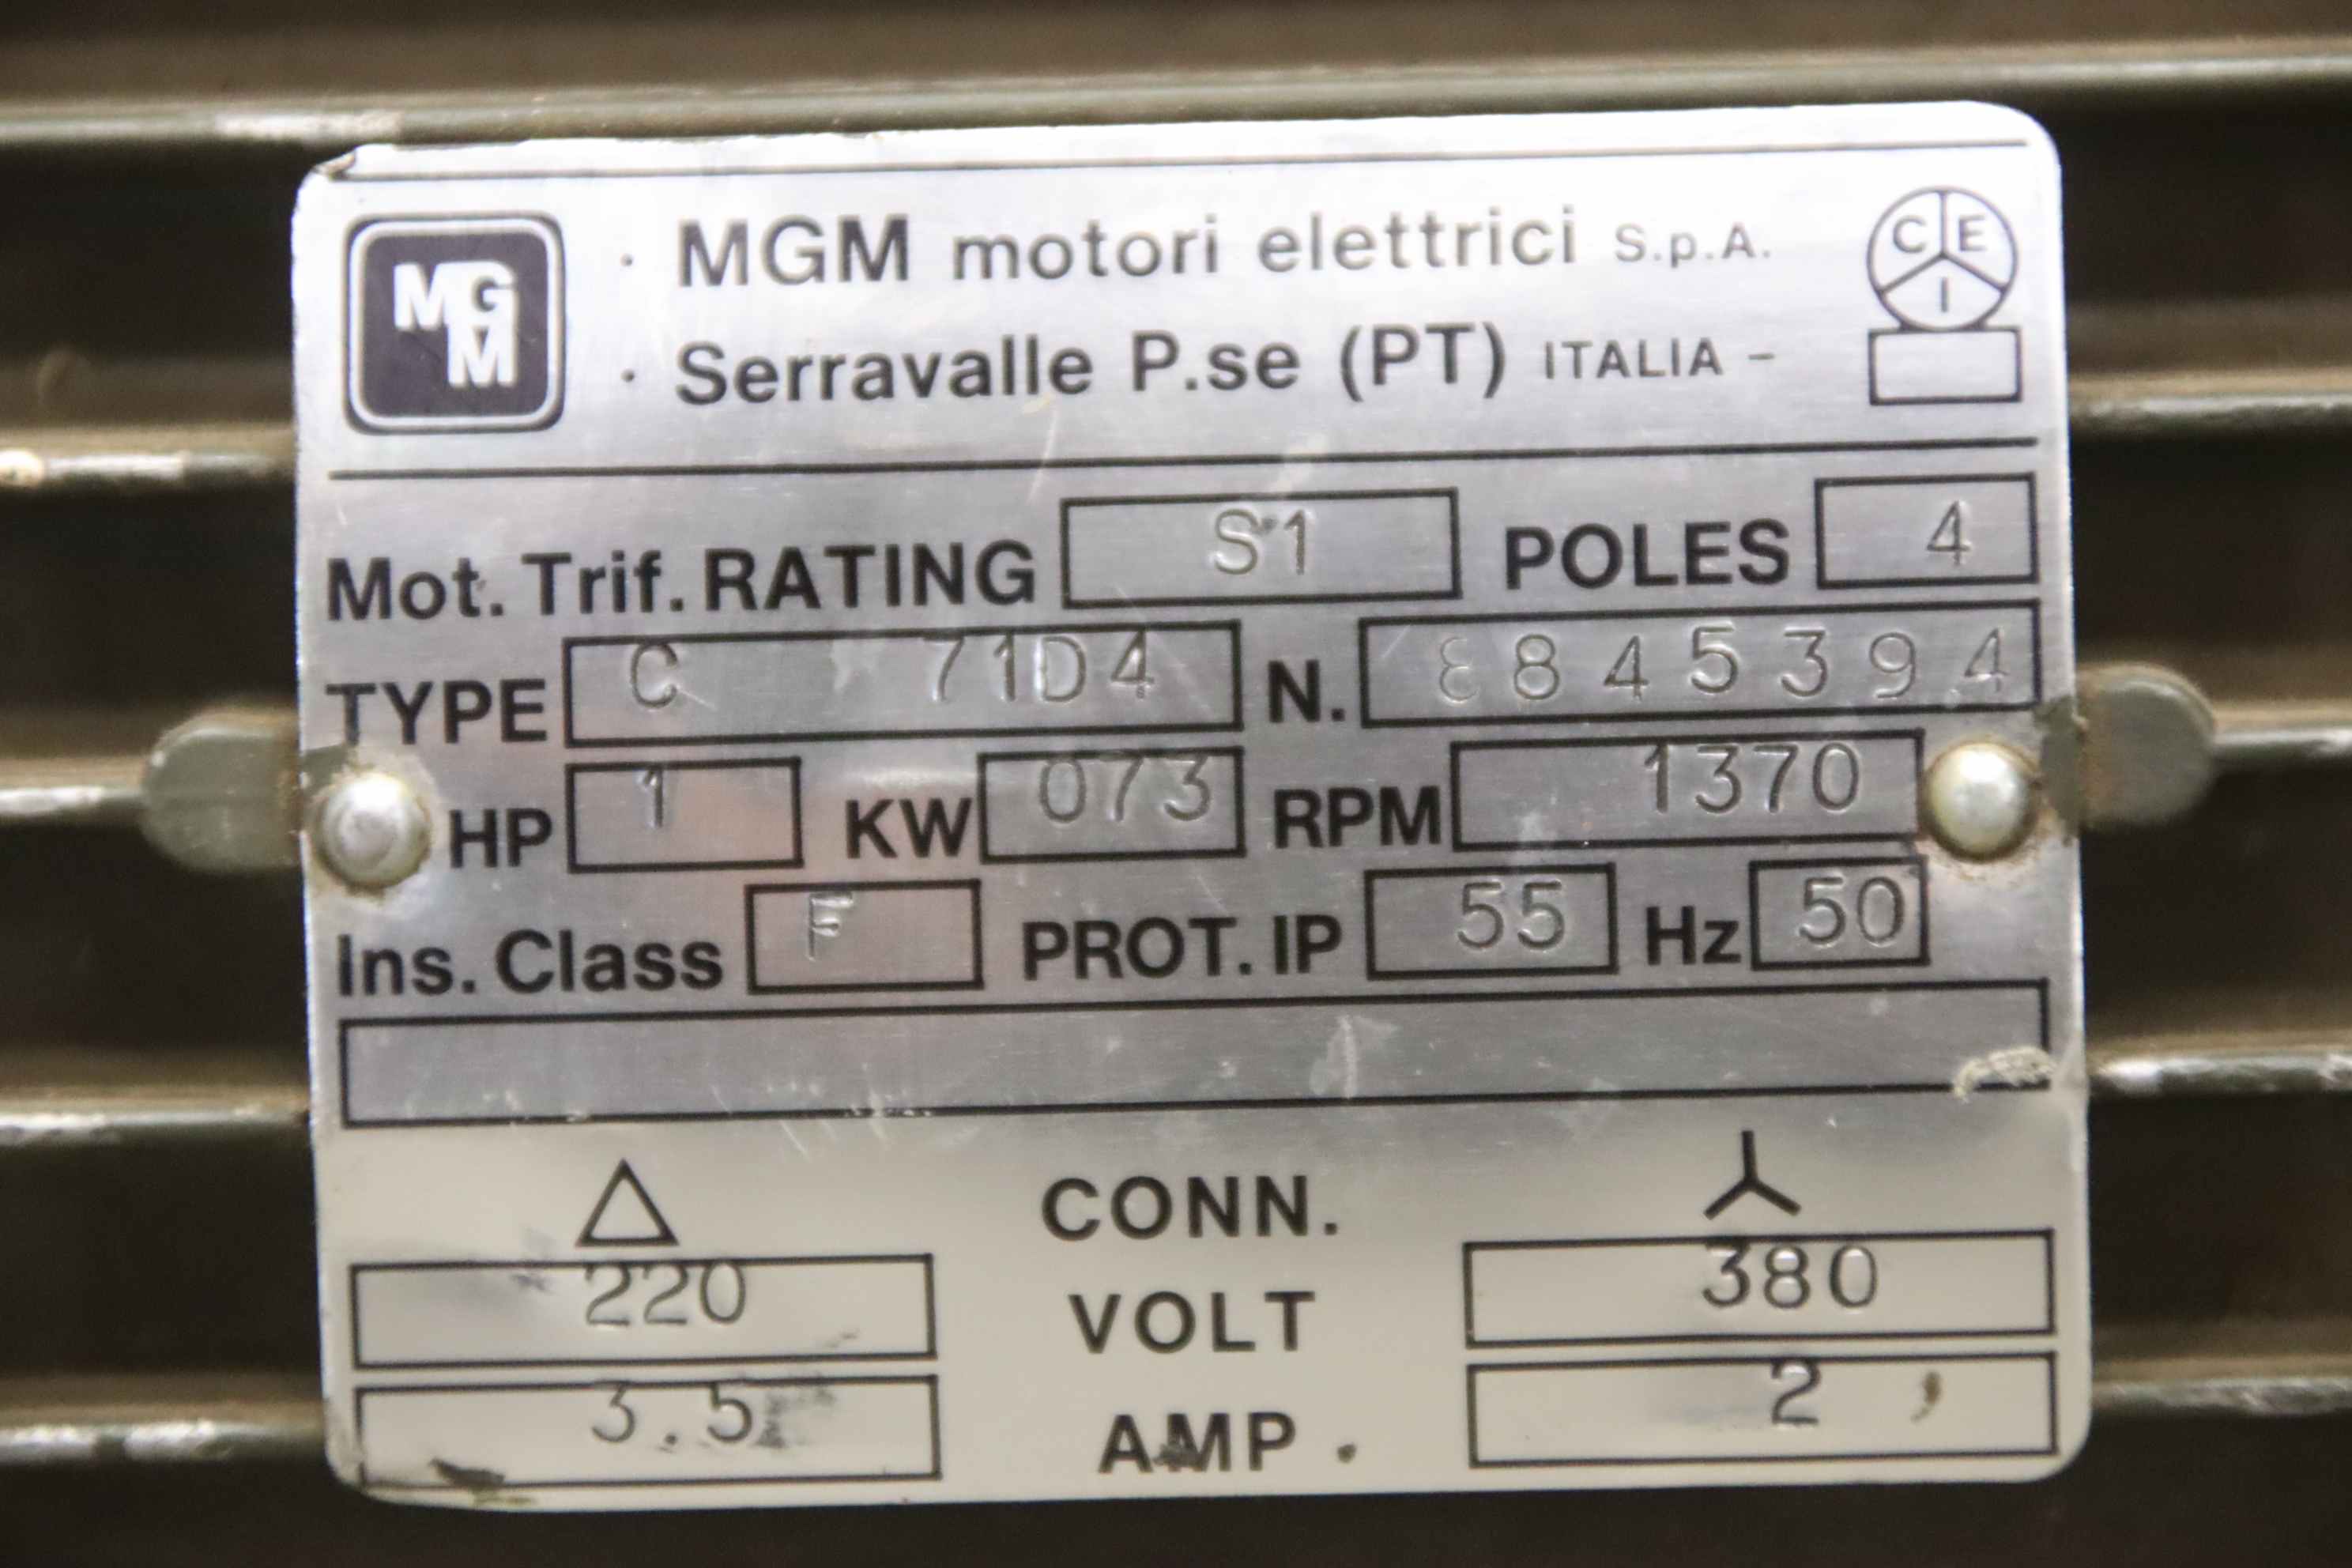 MGM
· MGM motori elettrici S.p.A.
· Serravalle P.se (PT) ITALIA -
C E I
Mot. Trif. RATING S1 POLES 4
TYPE C 71D4 N. 8845394
HP 1 KW 073 RPM 1370
Ins. Class F PROT. IP 55 Hz 50
△ CONN.
220 VOLT 380
3.5 AMP. 2